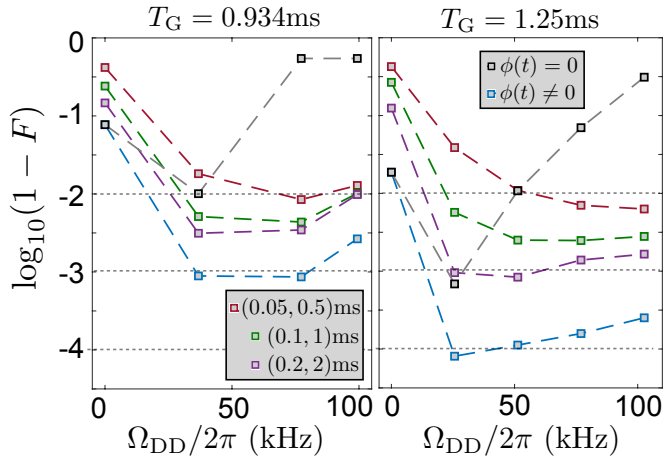 T_G = 0.934ms
T_G = 1.25ms
log₁₀(1 − F)
0
-1
-2
-3
-4
ϕ(t) = 0
ϕ(t) ≠ 0
(0.05, 0.5)ms
(0.1, 1)ms
(0.2, 2)ms
0 50 100
0 50 100
Ω_DD/2π (kHz)
Ω_DD/2π (kHz)